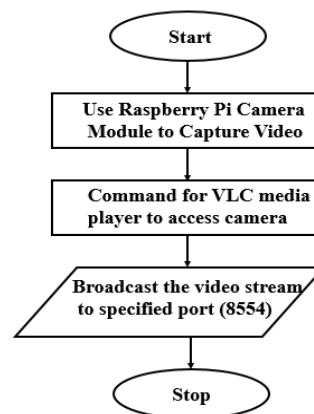 Start
Use Raspberry Pi Camera
Module to Capture Video
Command for VLC media
player to access camera
Broadcast the video stream
to specified port (8554)
Stop